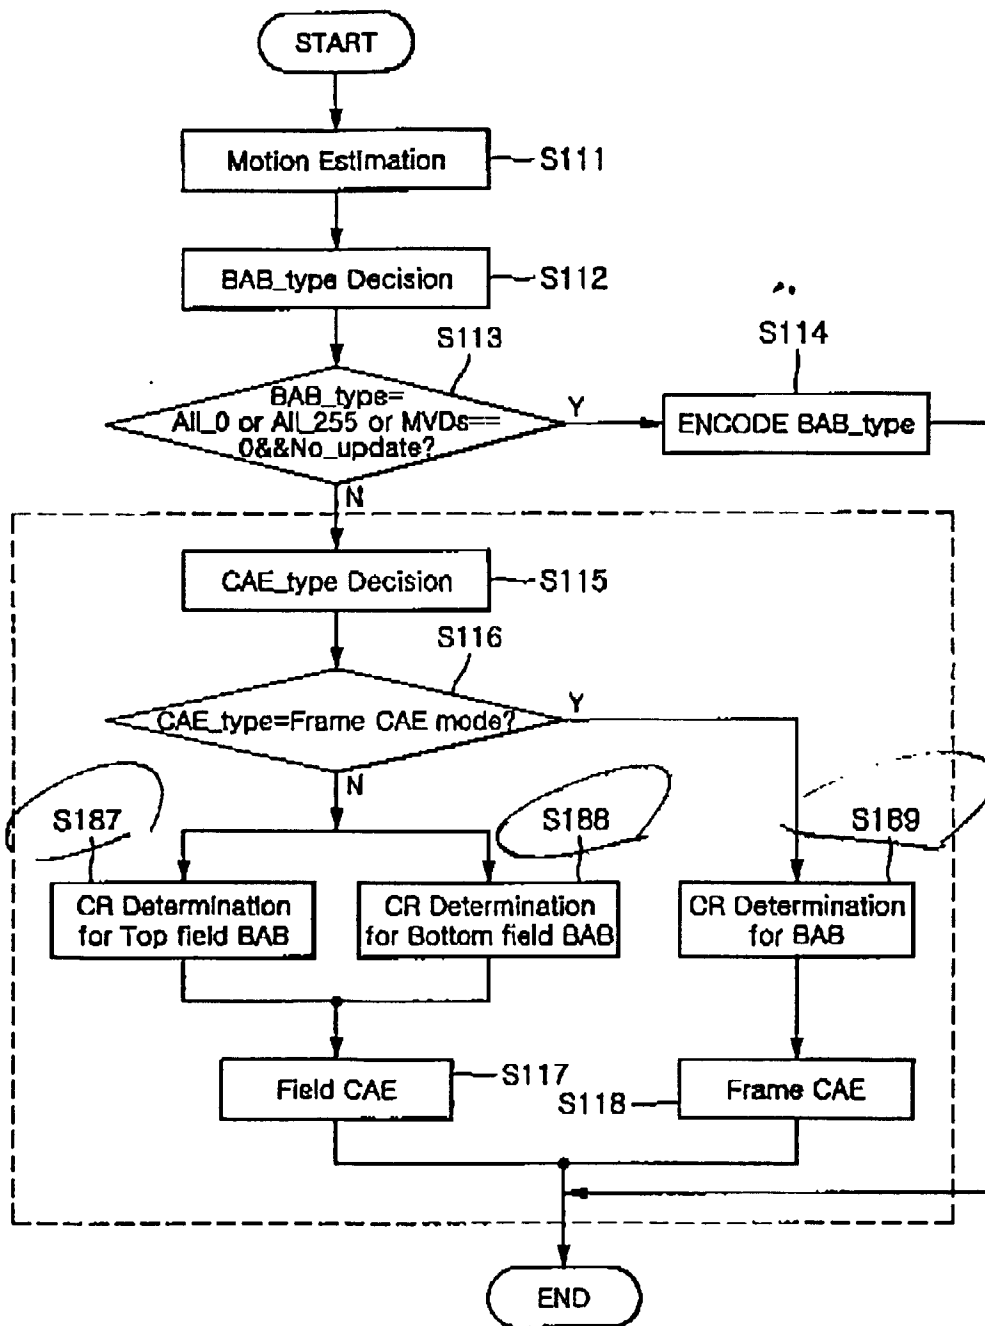 START
Motion Estimation
S111
BAB_type Decision
S112
S113
BAB_type=
All_0 or All_255 or MVDs==
0&&No_update?
Y
S114
ENCODE BAB_type
N
CAE_type Decision
S115
S116
CAE_type=Frame CAE mode?
Y
N
S187
S188
S189
CR Determination
for Top field BAB
CR Determination
for Bottom field BAB
CR Determination
for BAB
Field CAE
S117
S118
Frame CAE
END